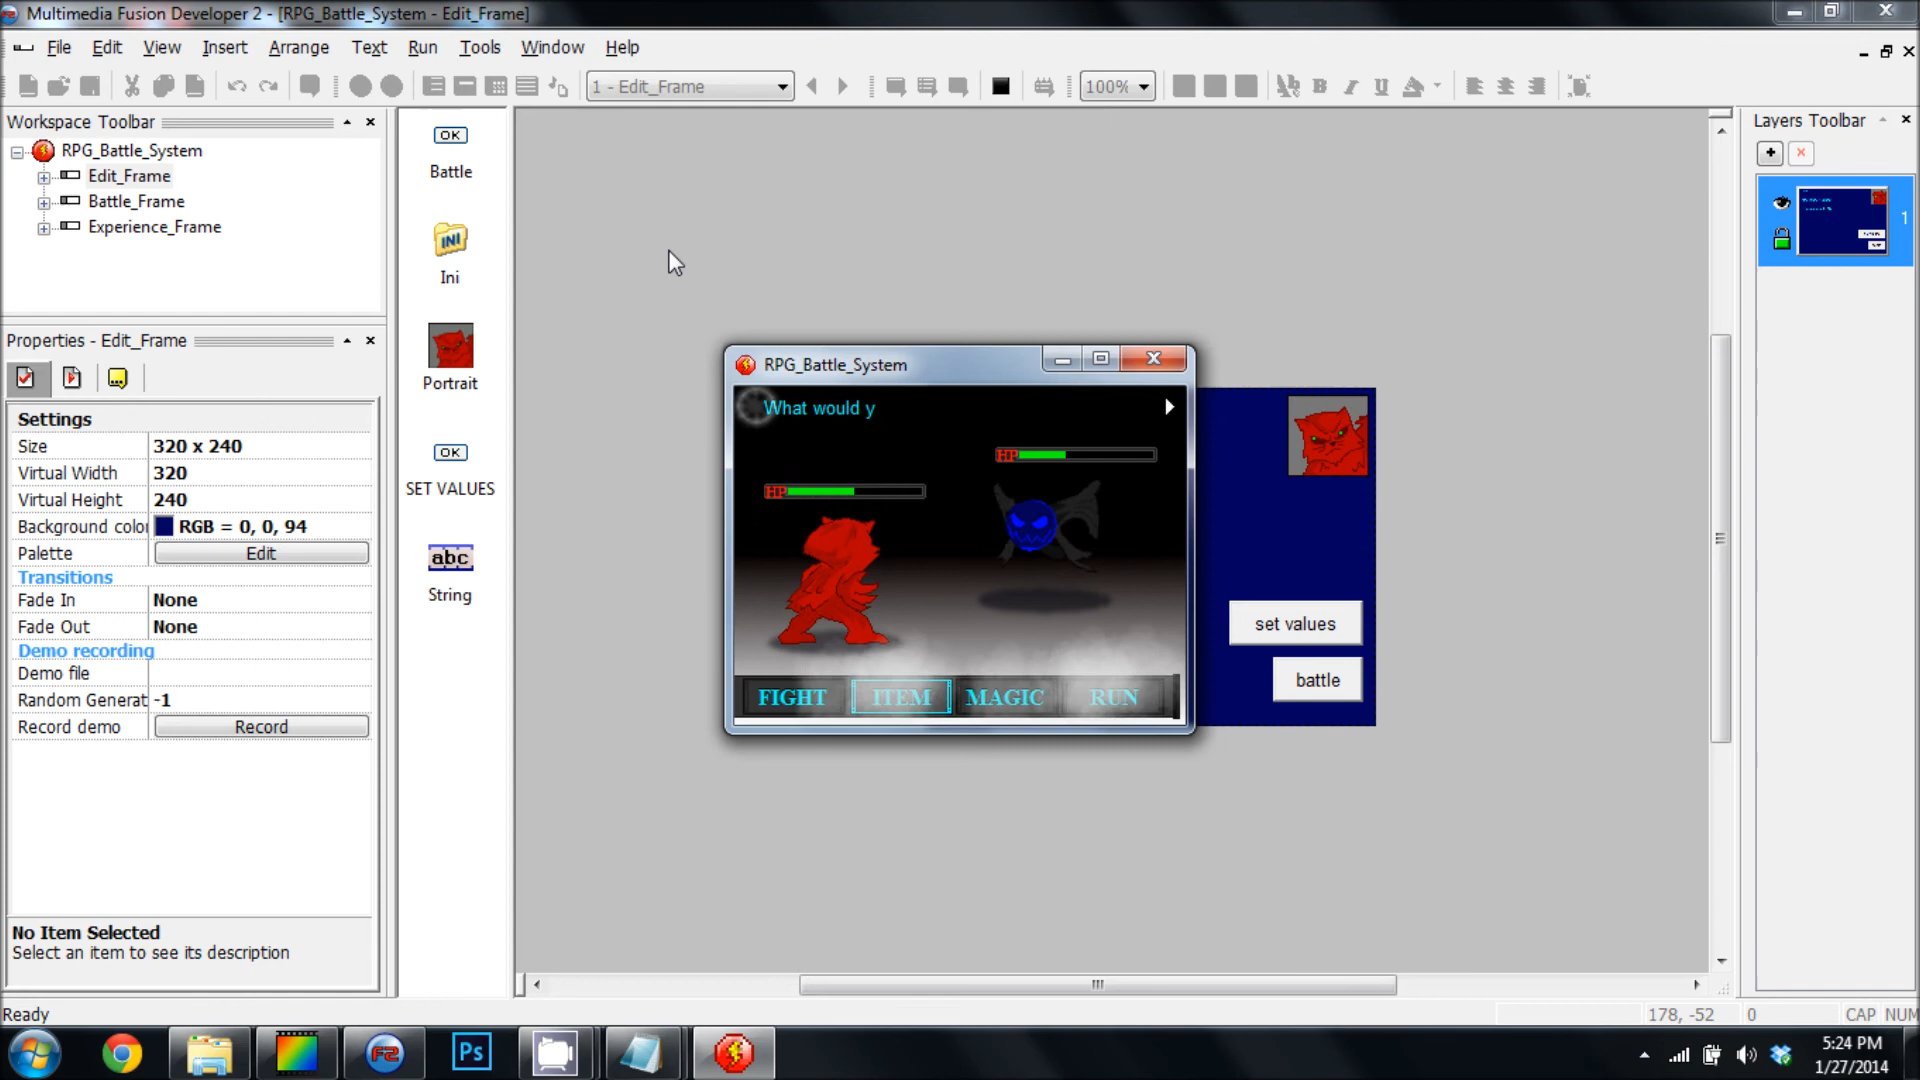 Multimedia Fusion Developer 2 - [RPG_Battle_System - Edit_Frame]
File Edit View Insert Arrange Text Run Tools Window Help
1 - Edit_Frame
100%
B I U A
Workspace Toolbar
RPG_Battle_System
Edit_Frame
Battle_Frame
Experience_Frame
Properties - Edit_Frame
Settings
Size 320 x 240
Virtual Width 320
Virtual Height 240
Background color RGB = 0, 0, 94
Palette Edit
Transitions
Fade In None
Fade Out None
Demo recording
Demo file
Random Generat -1
Record demo Record
No Item Selected
Select an item to see its description
OK
Battle
INI
Ini
Portrait
OK
SET VALUES
abc
String
RPG_Battle_System
What would y
HP
HP
FIGHT ITEM MAGIC RUN
set values
battle
Layers Toolbar
1
Ready
178, -52
0
CAP NUM
F2
Ps
5:24 PM
1/27/2014